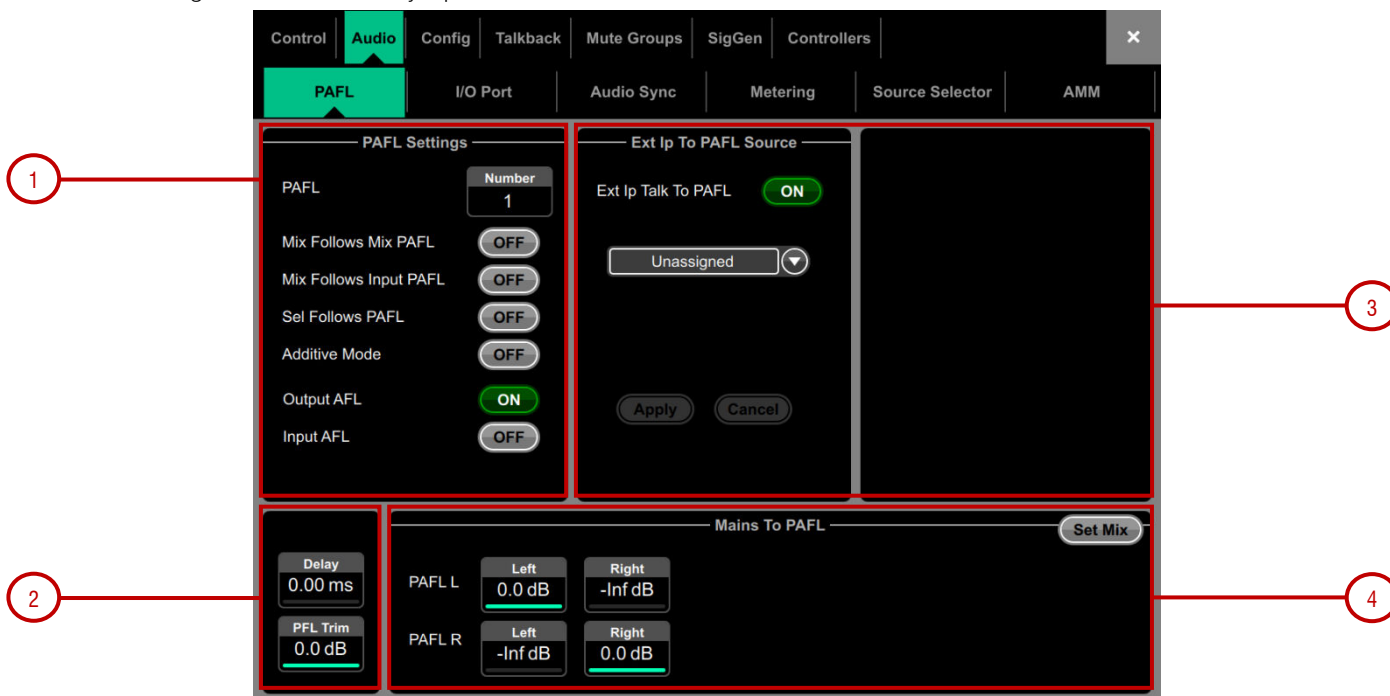 Control Audio Config Talkback Mute Groups SigGen Controllers ×
PAFL I/O Port Audio Sync Metering Source Selector AMM
PAFL Settings
PAFL
Number
1
Mix Follows Mix PAFL OFF
Mix Follows Input PAFL OFF
Sel Follows PAFL OFF
Additive Mode OFF
Output AFL ON
Input AFL OFF
Ext Ip To PAFL Source
Ext Ip Talk To PAFL ON
Unassigned
Apply Cancel
1
3
Delay
0.00 ms
PFL Trim
0.0 dB
Mains To PAFL
Set Mix
PAFL L
Left
0.0 dB
Right
-Inf dB
PAFL R
Left
-Inf dB
Right
0.0 dB
2
4